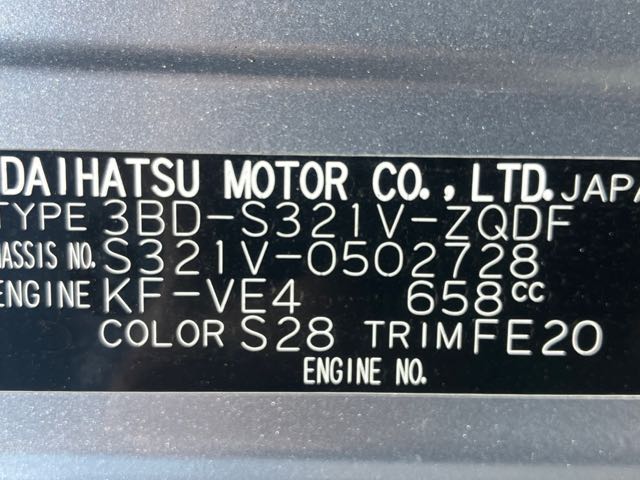 DAIHATSU MOTOR CO., LTD. JAPA
TYPE 3BD-S321V-ZQDF
HASSIS NO. S321V-0502728
ENGINE KF-VE4 658CC
COLOR S28 TRIM FE20
ENGINE NO.